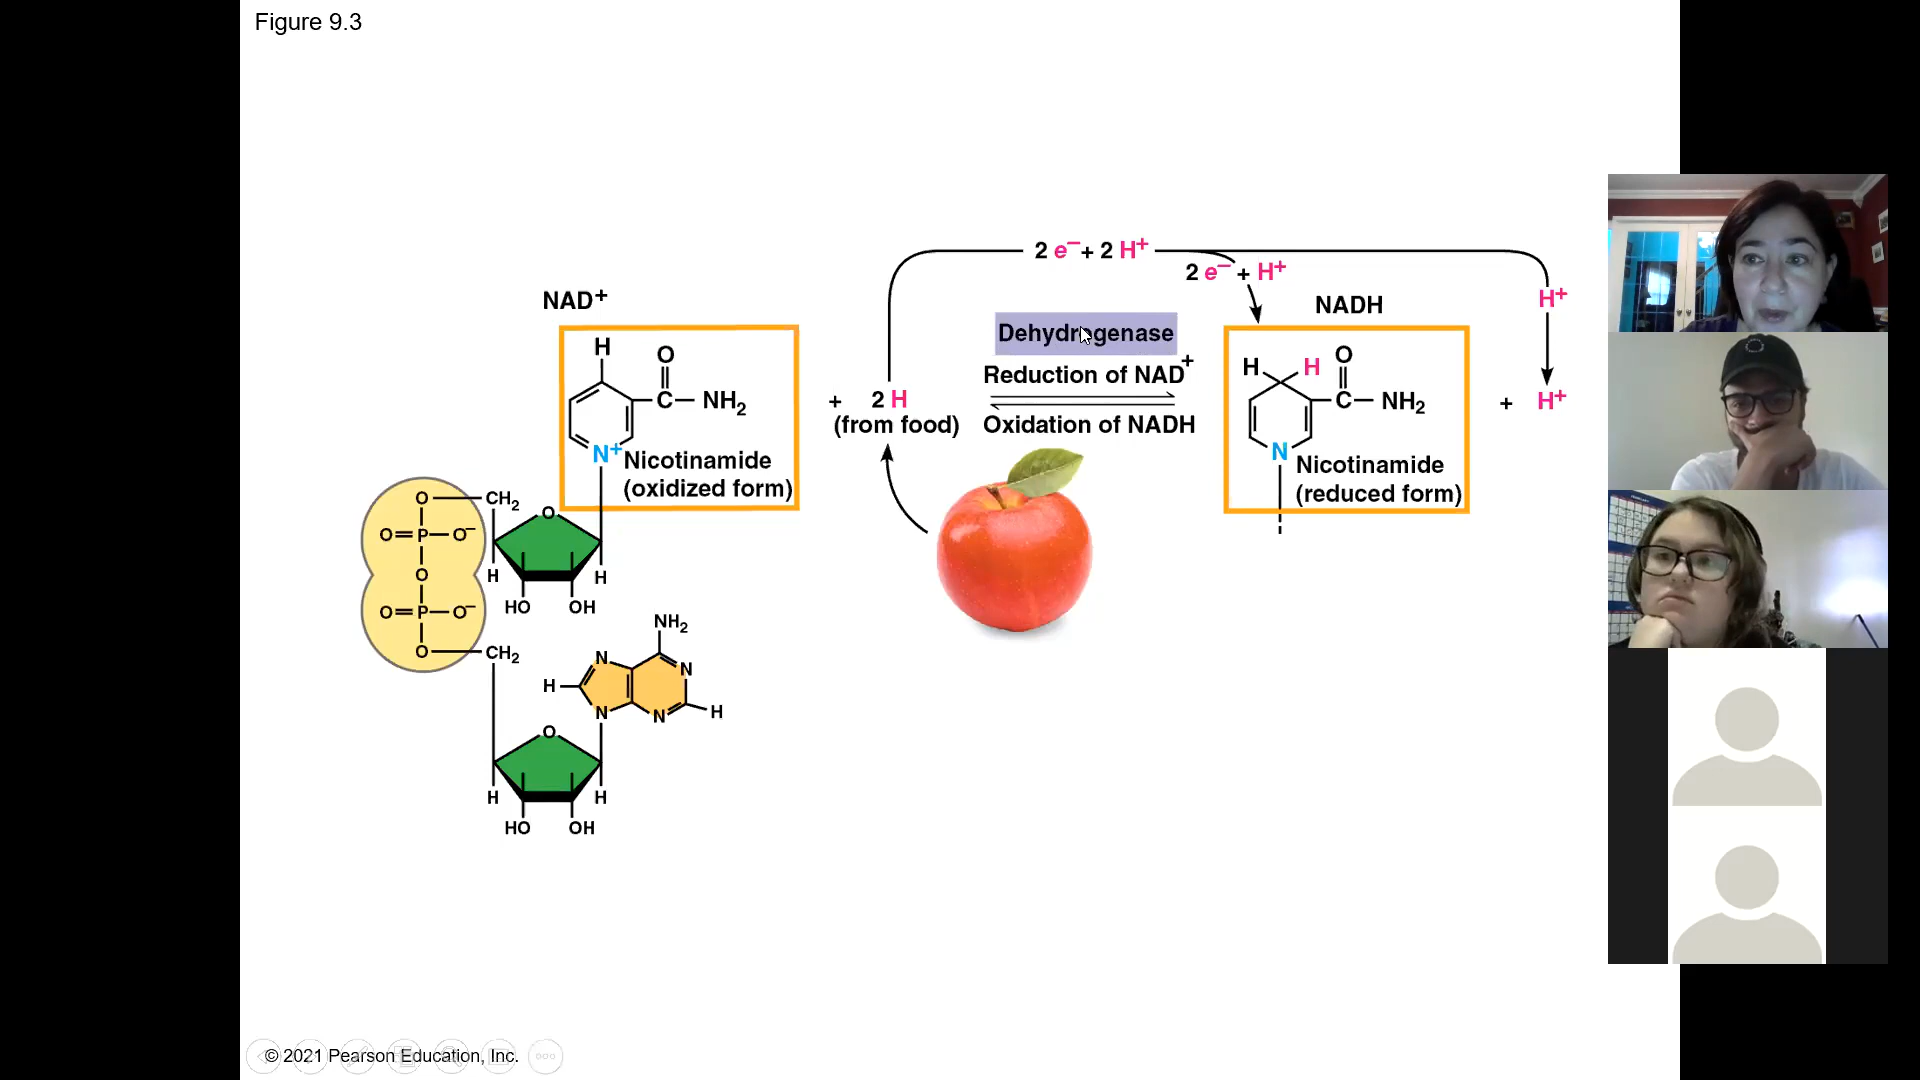 Figure 9.3
2 e⁻ + 2 H⁺
2 e⁻ + H⁺
H⁺
NAD⁺
NADH
Dehydrogenase
Reduction of NAD⁺
Oxidation of NADH
H
O
C
NH₂
N⁺
Nicotinamide
(oxidized form)
+ 2 H
(from food)
H
H
O
C
NH₂
N
Nicotinamide
(reduced form)
+ H⁺
O
CH₂
O=P—O⁻
O
O=P—O⁻
O
CH₂
O
H
H
HO
OH
NH₂
N
N
H
N
N
H
O
H
H
HO
OH
© 2021 Pearson Education, Inc.